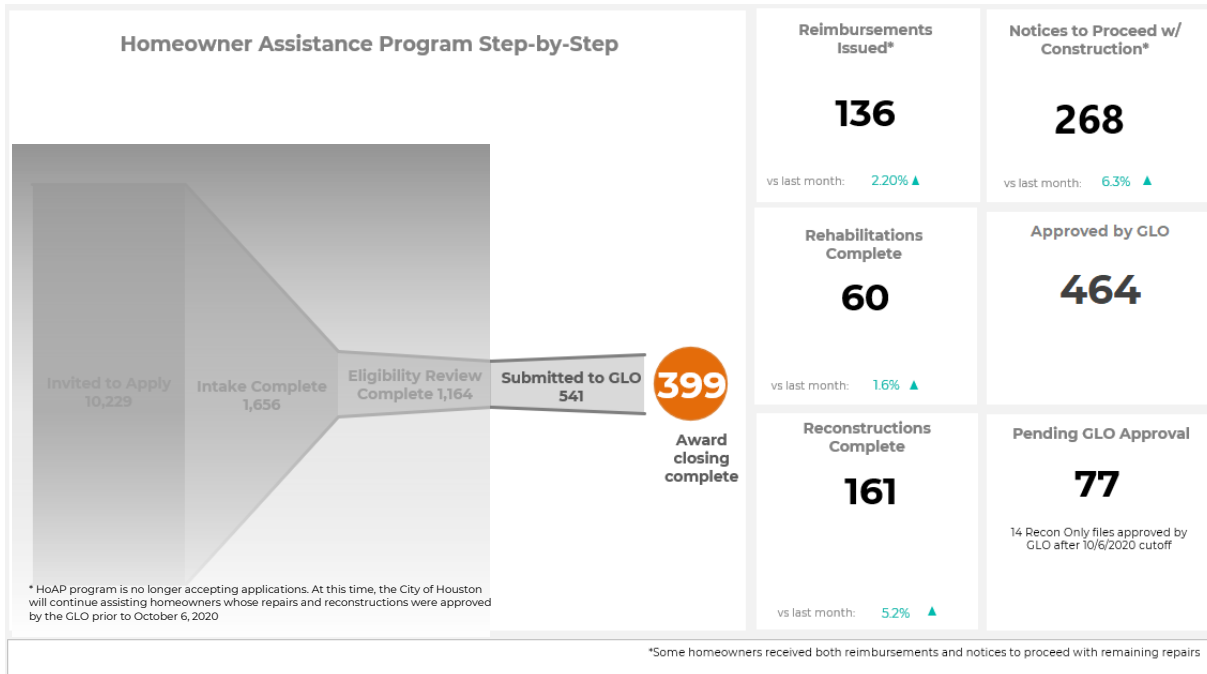 Homeowner Assistance Program Step-by-Step
Invited to Apply
10,229
Intake Complete
1,656
Eligibility Review
Complete 1,164
Submitted to GLO
541
399
Award
closing
complete
* HoAP program is no longer accepting applications. At this time, the City of Houston
will continue assisting homeowners whose repairs and reconstructions were approved
by the GLO prior to October 6, 2020
Reimbursements
Issued*
136
vs last month: 2.20% ▲
Notices to Proceed w/
Construction*
268
vs last month: 6.3% ▲
Rehabilitations
Complete
60
vs last month: 1.6% ▲
Approved by GLO
464
Reconstructions
Complete
161
vs last month: 5.2% ▲
Pending GLO Approval
77
14 Recon Only files approved by
GLO after 10/6/2020 cutoff
*Some homeowners received both reimbursements and notices to proceed with remaining repairs